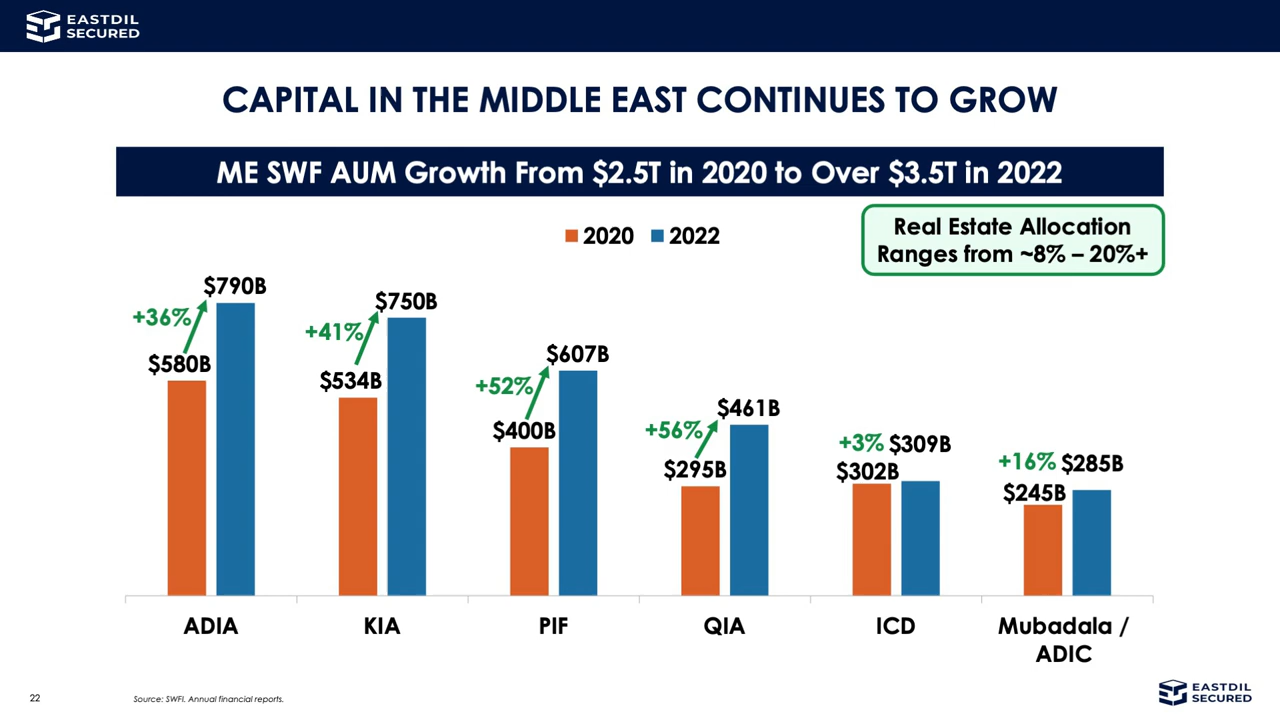 EASTDIL
SECURED
CAPITAL IN THE MIDDLE EAST CONTINUES TO GROW
ME SWF AUM Growth From $2.5T in 2020 to Over $3.5T in 2022
2020 2022
Real Estate Allocation
Ranges from ~8% – 20%+
$790B
+36%
$580B
$750B
+41%
$534B
$607B
+52%
$400B
$461B
+56%
$295B
+3% $309B
$302B
+16% $285B
$245B
ADIA
KIA
PIF
QIA
ICD
Mubadala /
ADIC
22
Source: SWFI. Annual financial reports.
EASTDIL
SECURED